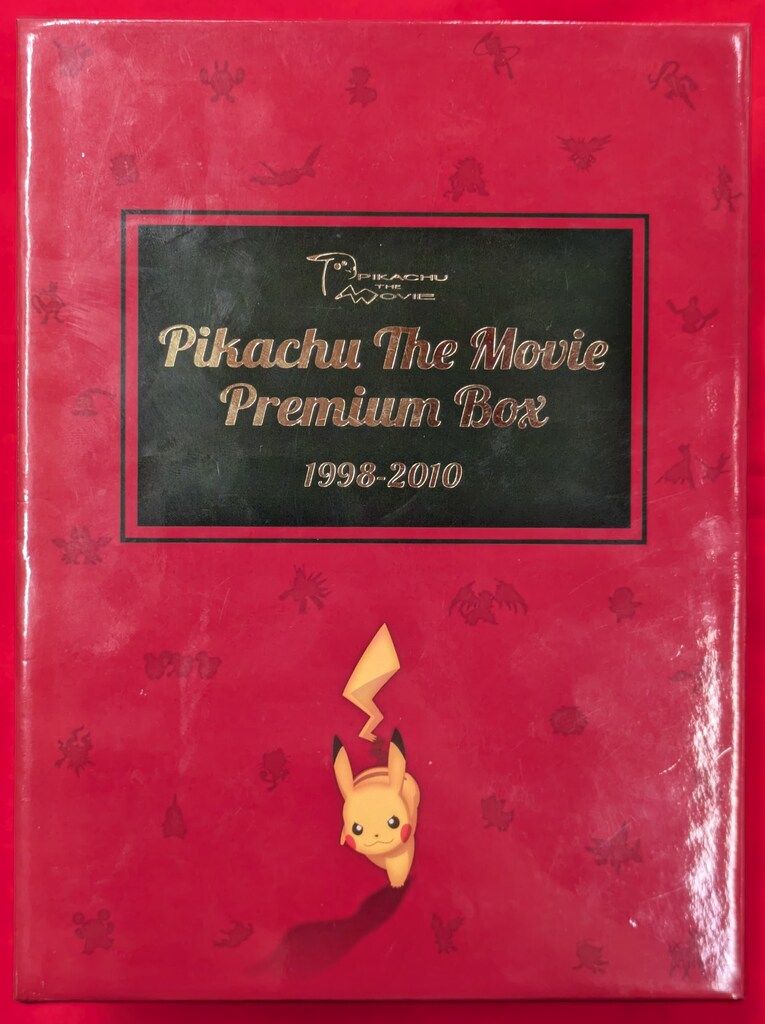 PIKACHU
THE
MOVIE
Pikachu The Movie
Premium Box
1998-2010